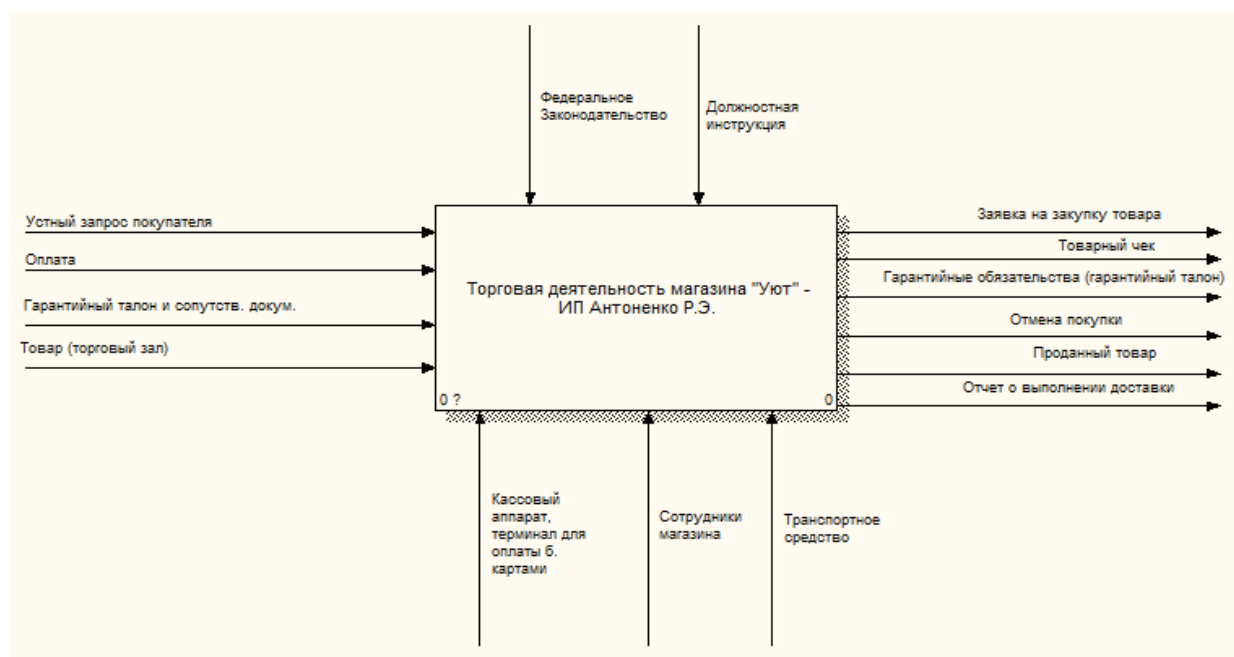 Федеральное
Законодательство
Должностная
инструкция
Устный запрос покупателя
Оплата
Гарантийный талон и сопутств. докум.
Товар (торговый зал)
Торговая деятельность магазина "Уют" -
ИП Антоненко Р.Э.
0 ?
0
Заявка на закупку товара
Товарный чек
Гарантийные обязательства (гарантийный талон)
Отмена покупки
Проданный товар
Отчет о выполнении доставки
Кассовый
аппарат,
терминал для
оплаты б.
картами
Сотрудники
магазина
Транспортное
средство